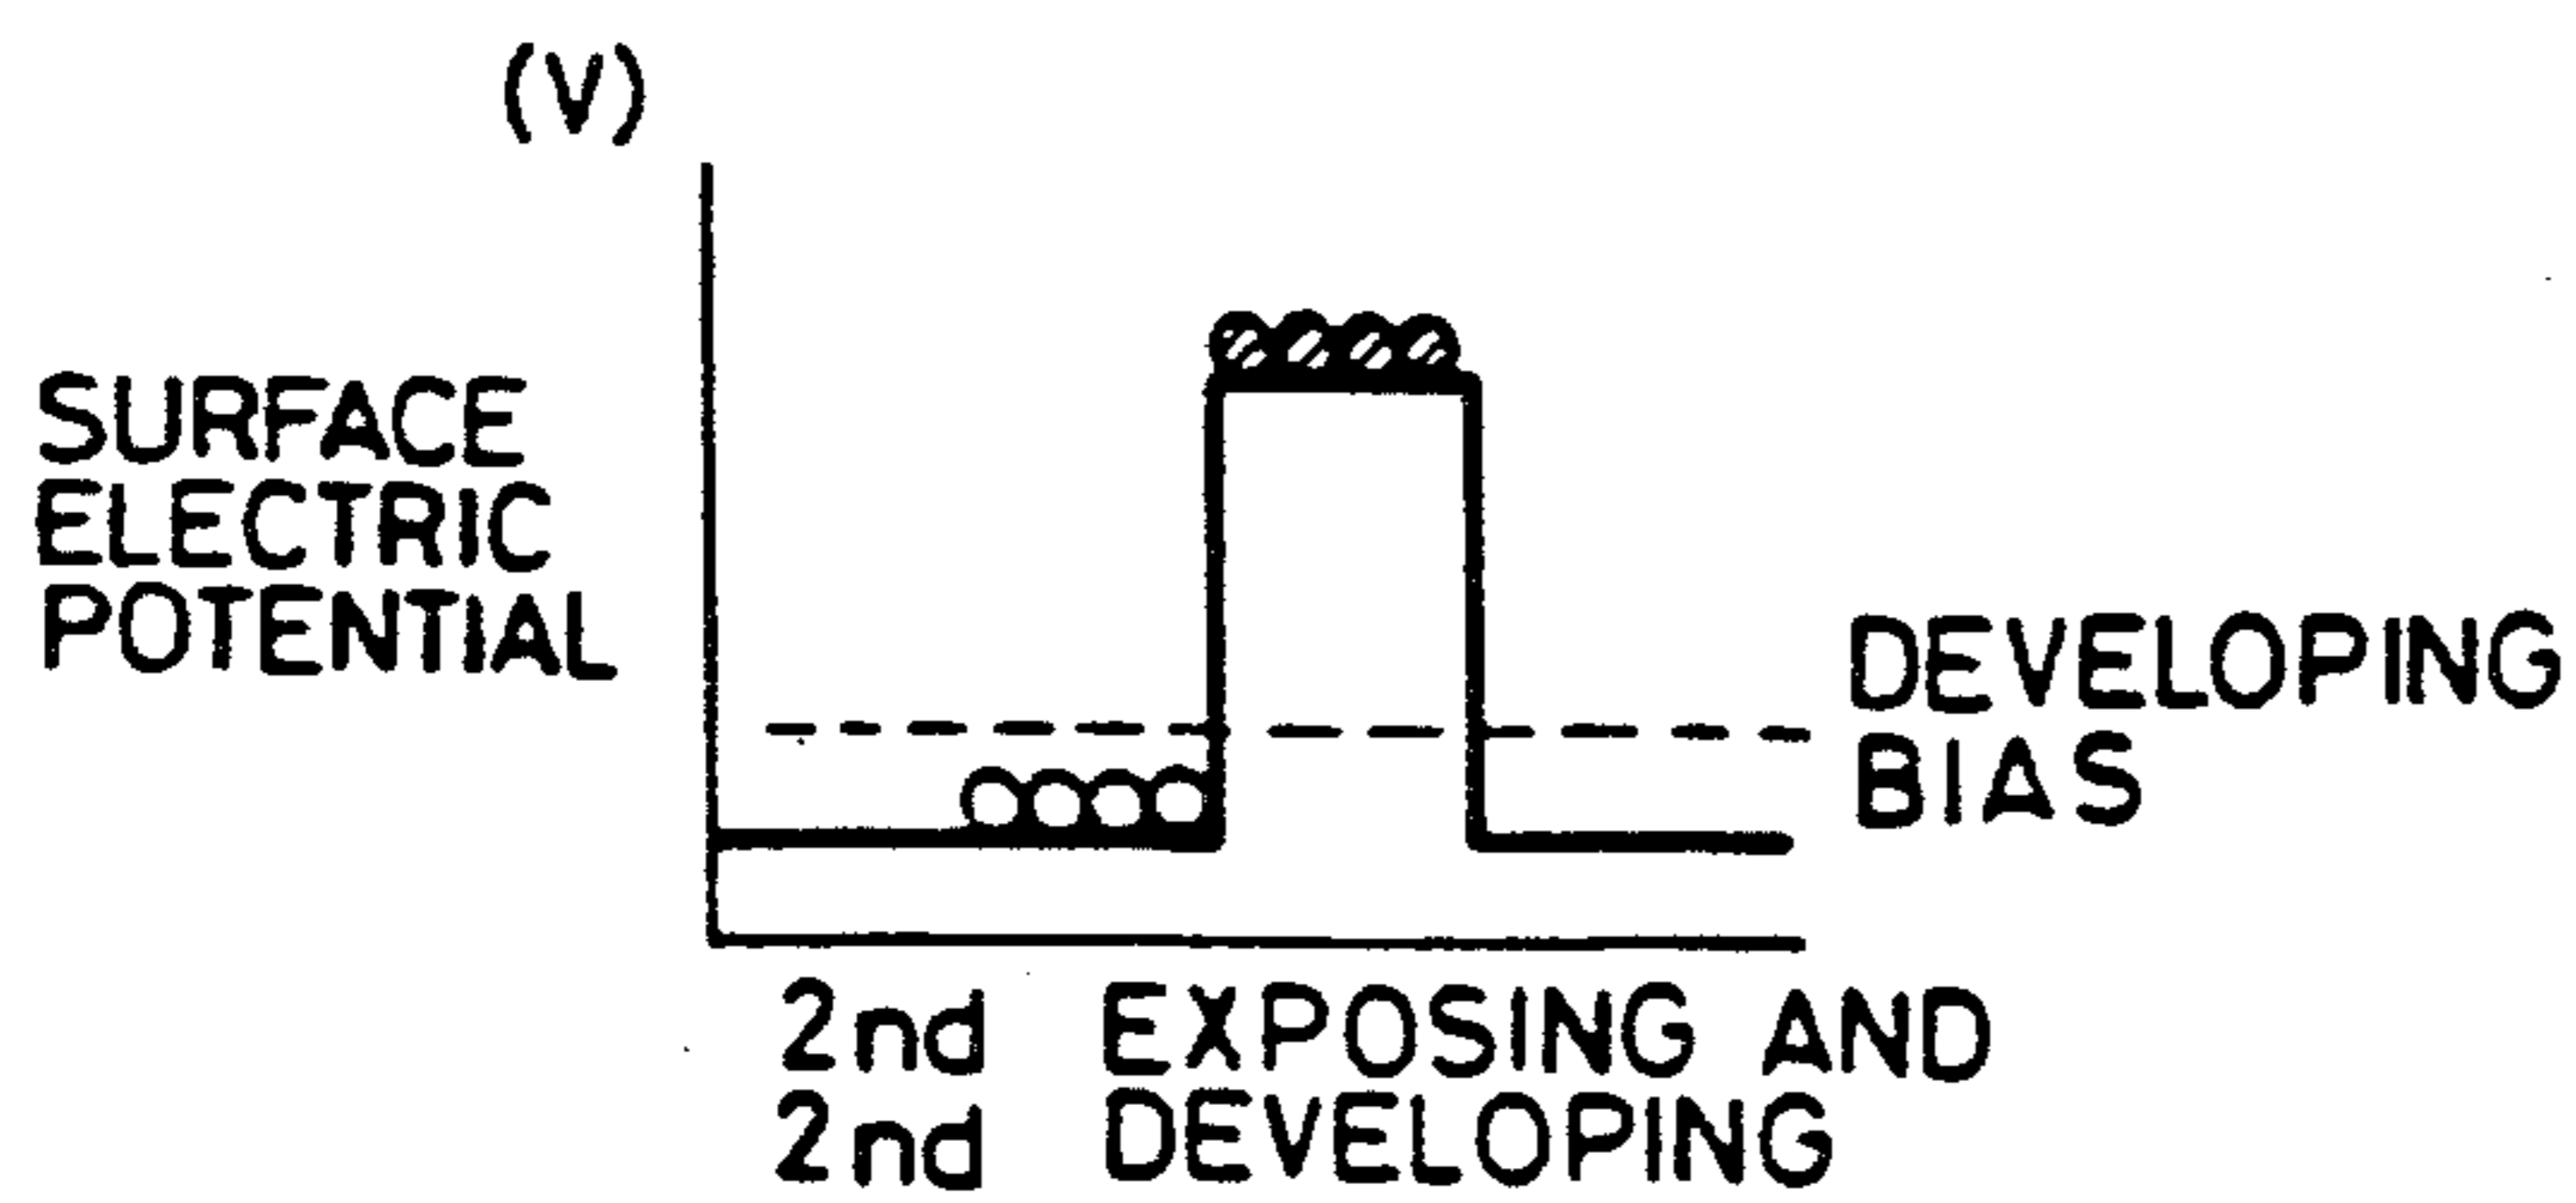 (V)
SURFACE
ELECTRIC
POTENTIAL
DEVELOPING
BIAS
2nd EXPOSING AND
2nd DEVELOPING